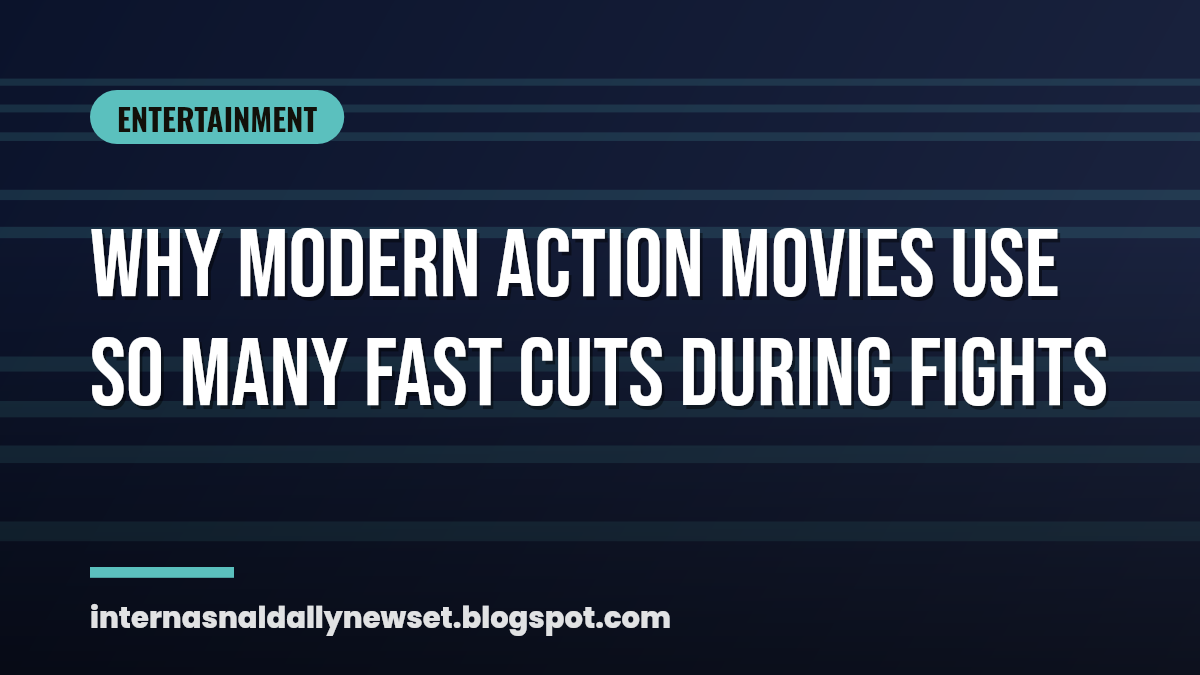 ENTERTAINMENT
WHY MODERN ACTION MOVIES USE
SO MANY FAST CUTS DURING FIGHTS
internasnaldallynewset.blogspot.com